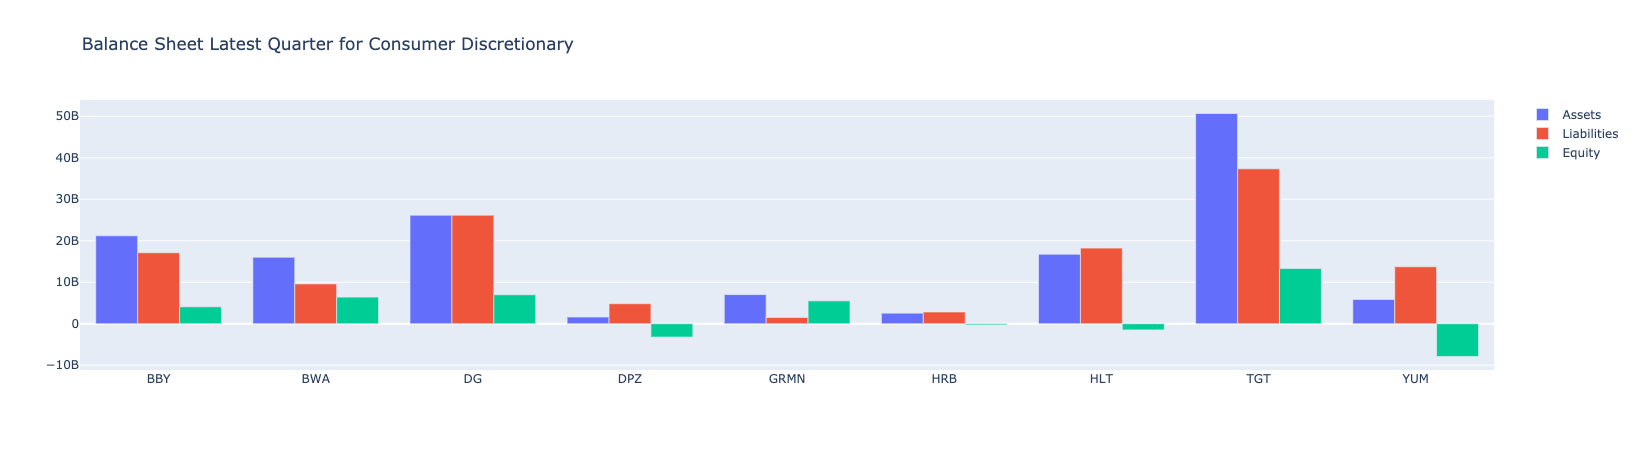 Balance Sheet Latest Quarter for Consumer Discretionary
50B
40B
30B
20B
10B
0
−10B
BBY BWA DG DPZ GRMN HRB HLT TGT YUM
Assets
Liabilities
Equity